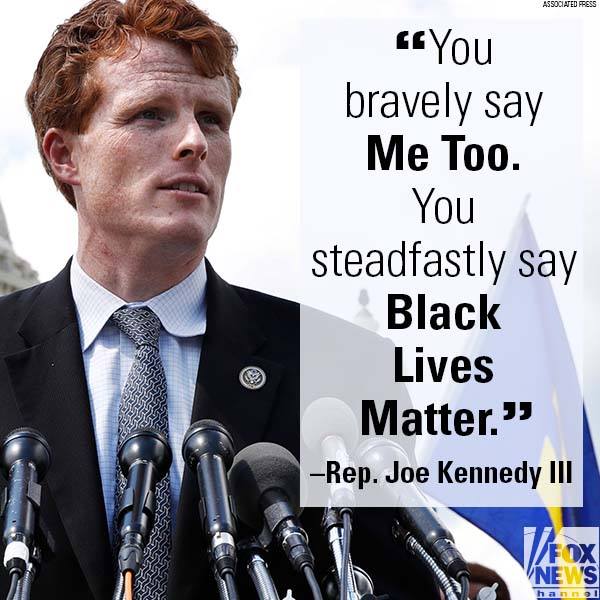 ASSOCIATED PRESS
“You
bravely say
Me Too.
You
steadfastly say
Black
Lives
Matter.”
–Rep. Joe Kennedy III
FOX
NEWS
channel